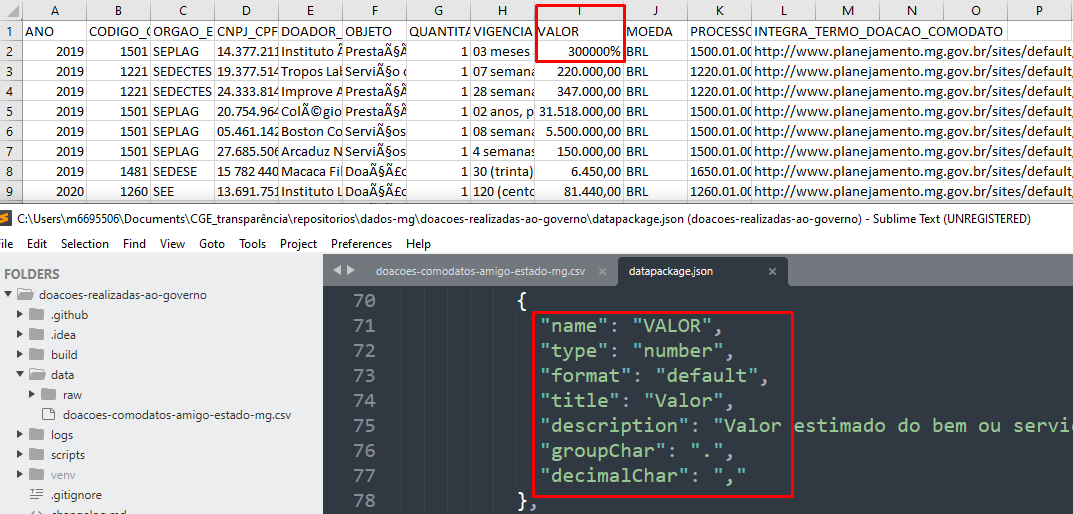 A B C D E F G H I J K L M N O P
1 ANO CODIGO_ ORGAO_E CNPJ_CPF DOADOR_ OBJETO QUANTITA VIGENCIA VALOR MOEDA PROCESSO INTEGRA_TERMO_DOACAO_COMODATO
2 2019 1501 SEPLAG 14.377.211 Instituto Ã PrestaÃ§Ã 1 03 meses 300000% BRL 1500.01.00 http://www.planejamento.mg.gov.br/sites/default,
3 2019 1221 SEDECTES 19.377.514 Tropos Lal ServiÃ§o 1 07 semana 220.000,00 BRL 1220.01.00 http://www.planejamento.mg.gov.br/sites/default,
4 2019 1221 SEDECTES 24.333.814 Improve A PrestaÃ§Ã 1 28 semana 347.000,00 BRL 1220.01.00 http://www.planejamento.mg.gov.br/sites/default,
5 2019 1501 SEPLAG 20.754.964 ColÃ©gio PrestaÃ§Ã 1 02 anos, p 31.518.000,00 BRL 1500.01.00 http://www.planejamento.mg.gov.br/sites/default,
6 2019 1501 SEPLAG 05.461.142 Boston Co ServiÃ§os 1 08 semana 5.500.000,00 BRL 1500.01.00 http://www.planejamento.mg.gov.br/sites/default,
7 2019 1501 SEPLAG 27.685.506 Arcaduz N ServiÃ§os 1 4 semanas 150.000,00 BRL 1500.01.00 http://www.planejamento.mg.gov.br/sites/default,
8 2019 1481 SEDESE 15 782 440 Macaca Fil DoaÃ§Ã£o 1 30 (trinta) 6.450,00 BRL 1650.01.00 http://www.planejamento.mg.gov.br/sites/default,
9 2020 1260 SEE 13.691.751 Instituto L DoaÃ§Ã£o 1 120 (cento 81.440,00 BRL 1260.01.00 http://www.planejamento.mg.gov.br/sites/default,
C:\Users\m6695506\Documents\CGE_transparência\repositorios\dados-mg\doacoes-realizadas-ao-governo\datapackage.json (doacoes-realizadas-ao-governo) - Sublime Text (UNREGISTERED)
File Edit Selection Find View Goto Tools Project Preferences Help
FOLDERS
doacoes-realizadas-ao-governo
.github
.idea
build
data
raw
doacoes-comodatos-amigo-estado-mg.csv
logs
scripts
venv
.gitignore
changelog.md
doacoes-comodatos-amigo-estado-mg.csv × datapackage.json ×
70 {
71 "name": "VALOR",
72 "type": "number",
73 "format": "default",
74 "title": "Valor",
75 "description": "Valor estimado do bem ou servi
76 "groupChar": ".",
77 "decimalChar": ","
78 },